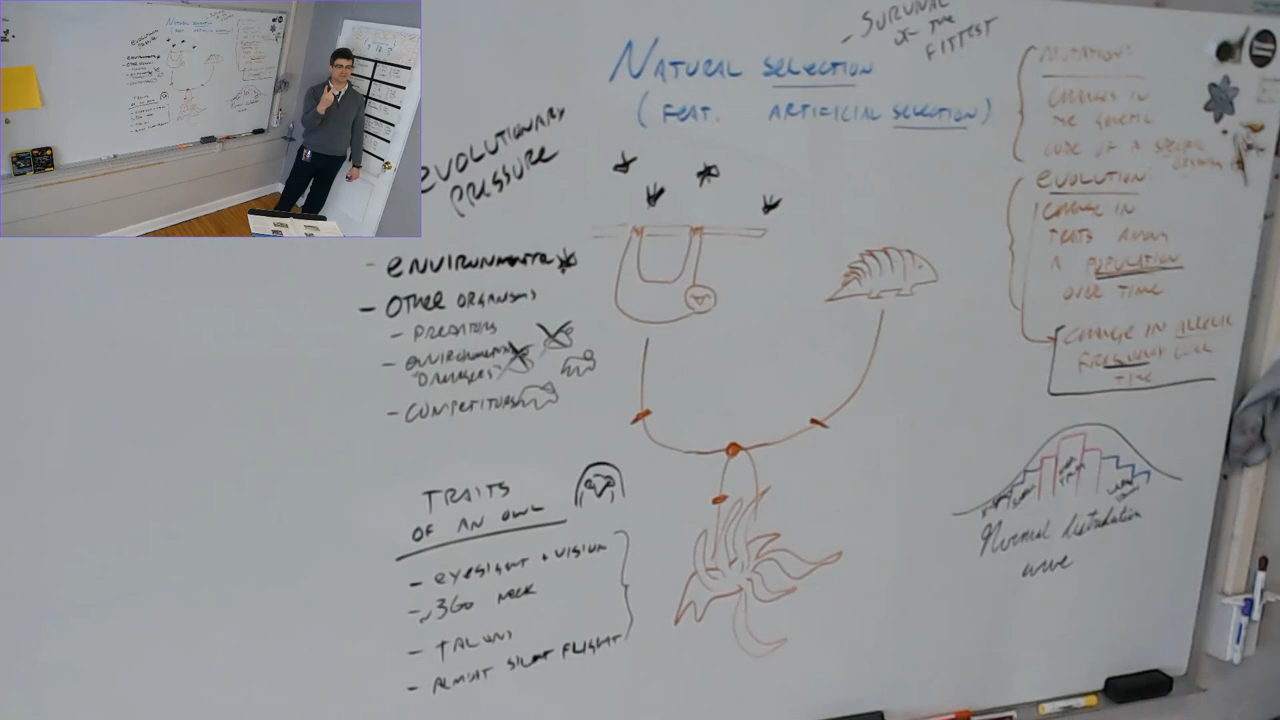 - SURVIVAL
OF THE
FITTEST
NATURAL SELECTION
(FEAT. ARTIFICIAL SELECTION)
EVOLUTIONARY
PRESSURE
- ENVIRONMENTAL
- OTHER ORGANISMS
- PREDATORS
- ENVIRONMENTAL
"DAMAGERS"
- COMPETITORS
TRAITS
OF AN OWL
- EYESIGHT + VISION
- ~360 NECK
- TALONS
- ALMOST SILENT FLIGHT
MUTATION:
CHANGES IN
THE GENETIC
CODE OF A SPECIFIC
ORGANISM
EVOLUTION:
CHANGE IN
TRAITS AMONG
A POPULATION
OVER TIME
CHANGE IN ALLELIC
FREQUENCY OVER
TIME
Normal distribution
curve